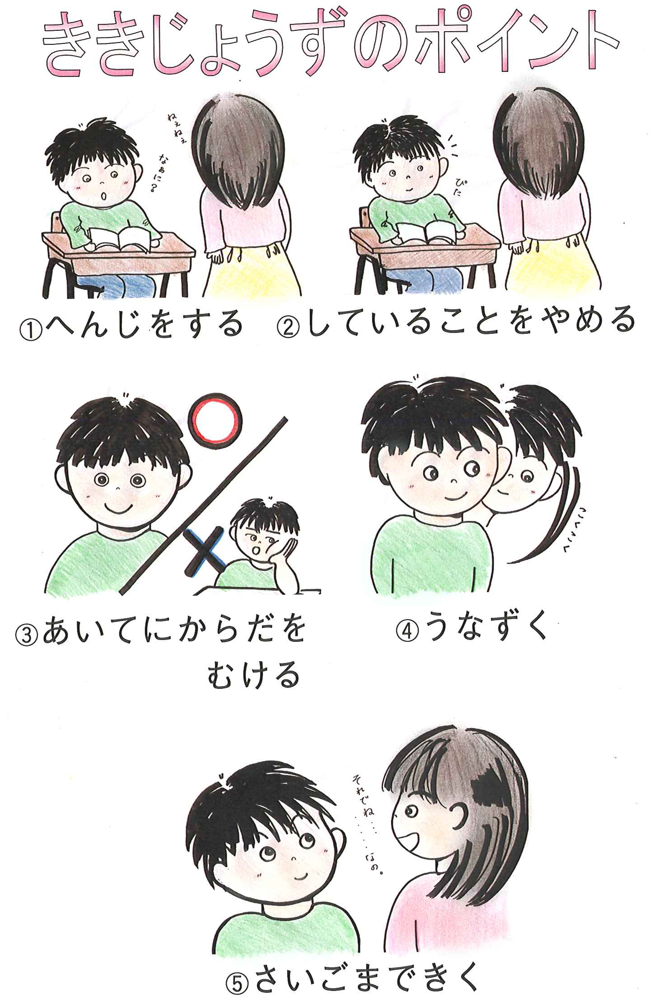 ききじょうずのポイント
ねぇねぇ
なぁに?
ぴた
①へんじをする
②していることをやめる
③あいてにからだを
むける
④うなずく
それでね……
……なの。
⑤さいごまできく